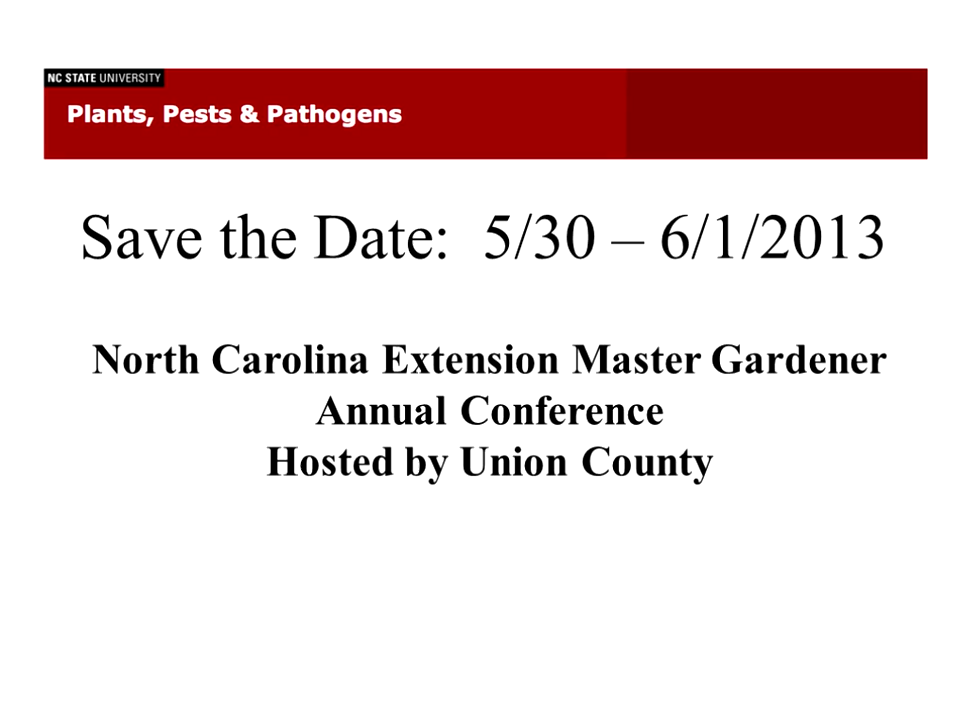 NC STATE UNIVERSITY
Plants, Pests & Pathogens
Save the Date:  5/30 – 6/1/2013
North Carolina Extension Master Gardener
Annual Conference
Hosted by Union County